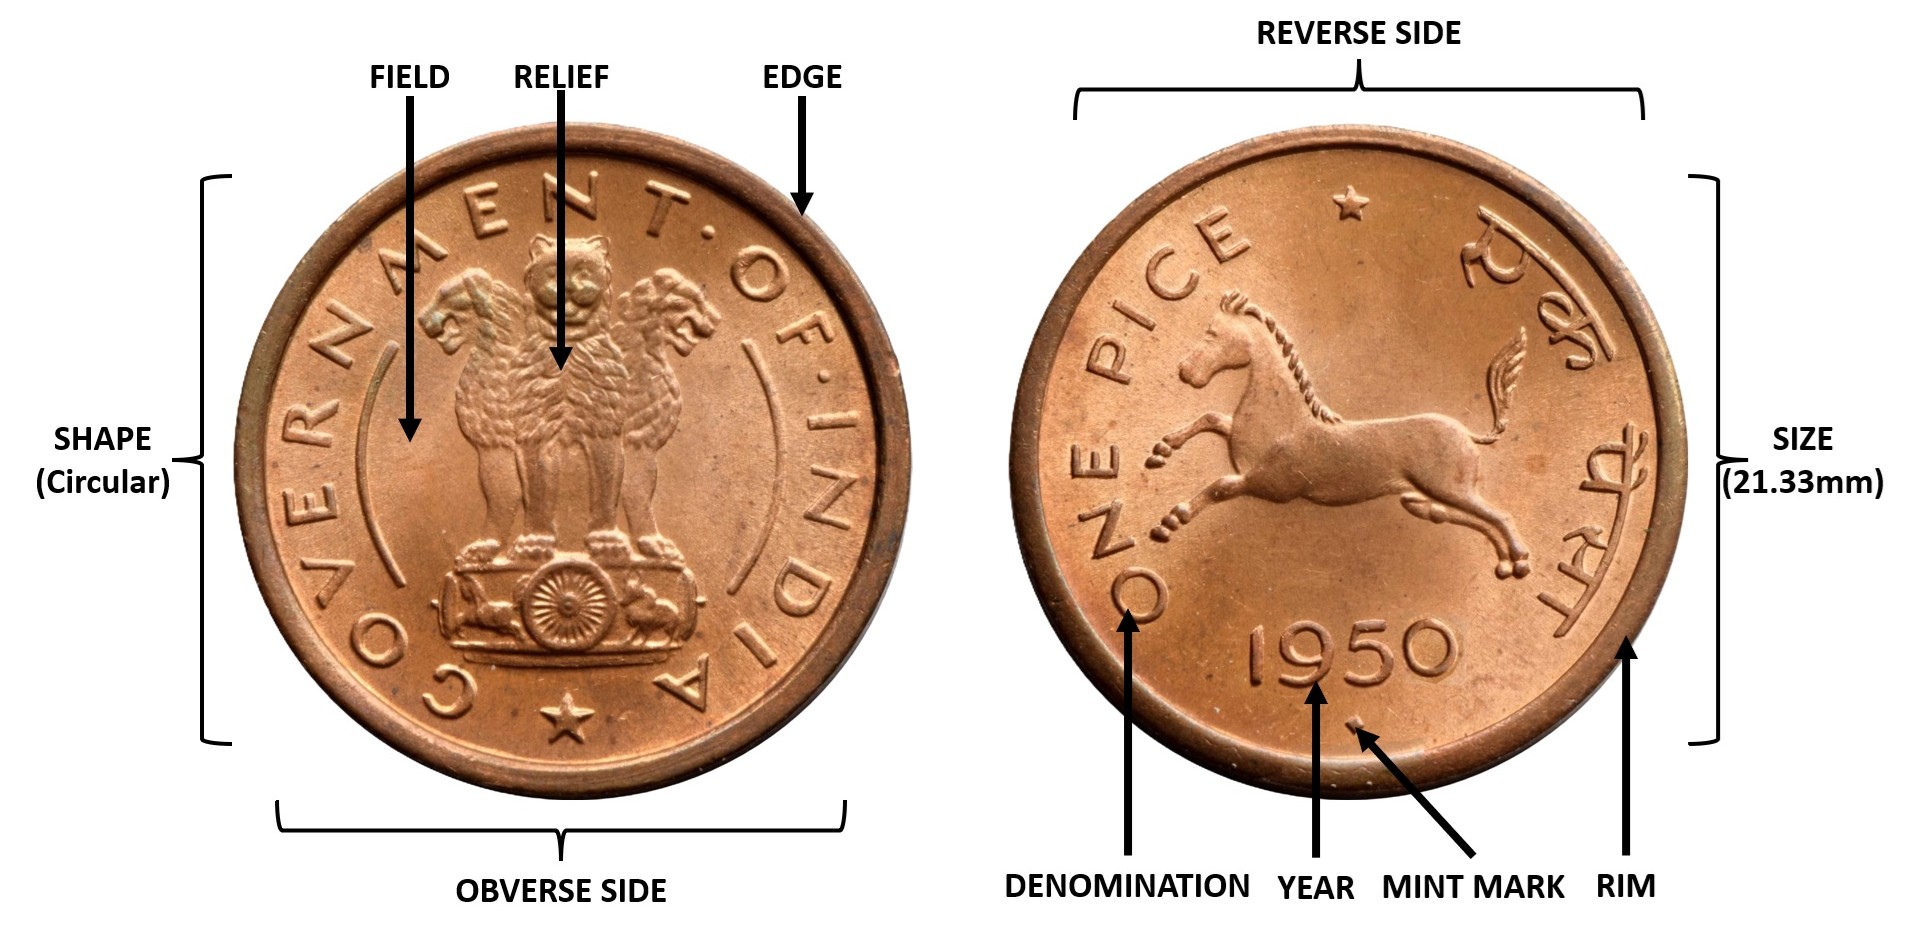 REVERSE SIDE
FIELD
RELIEF
EDGE
GOVERNMENT·OF·INDIA
ONE PICE
एक पैसा
1950
SHAPE
(Circular)
SIZE
(21.33mm)
OBVERSE SIDE
DENOMINATION
YEAR
MINT MARK
RIM